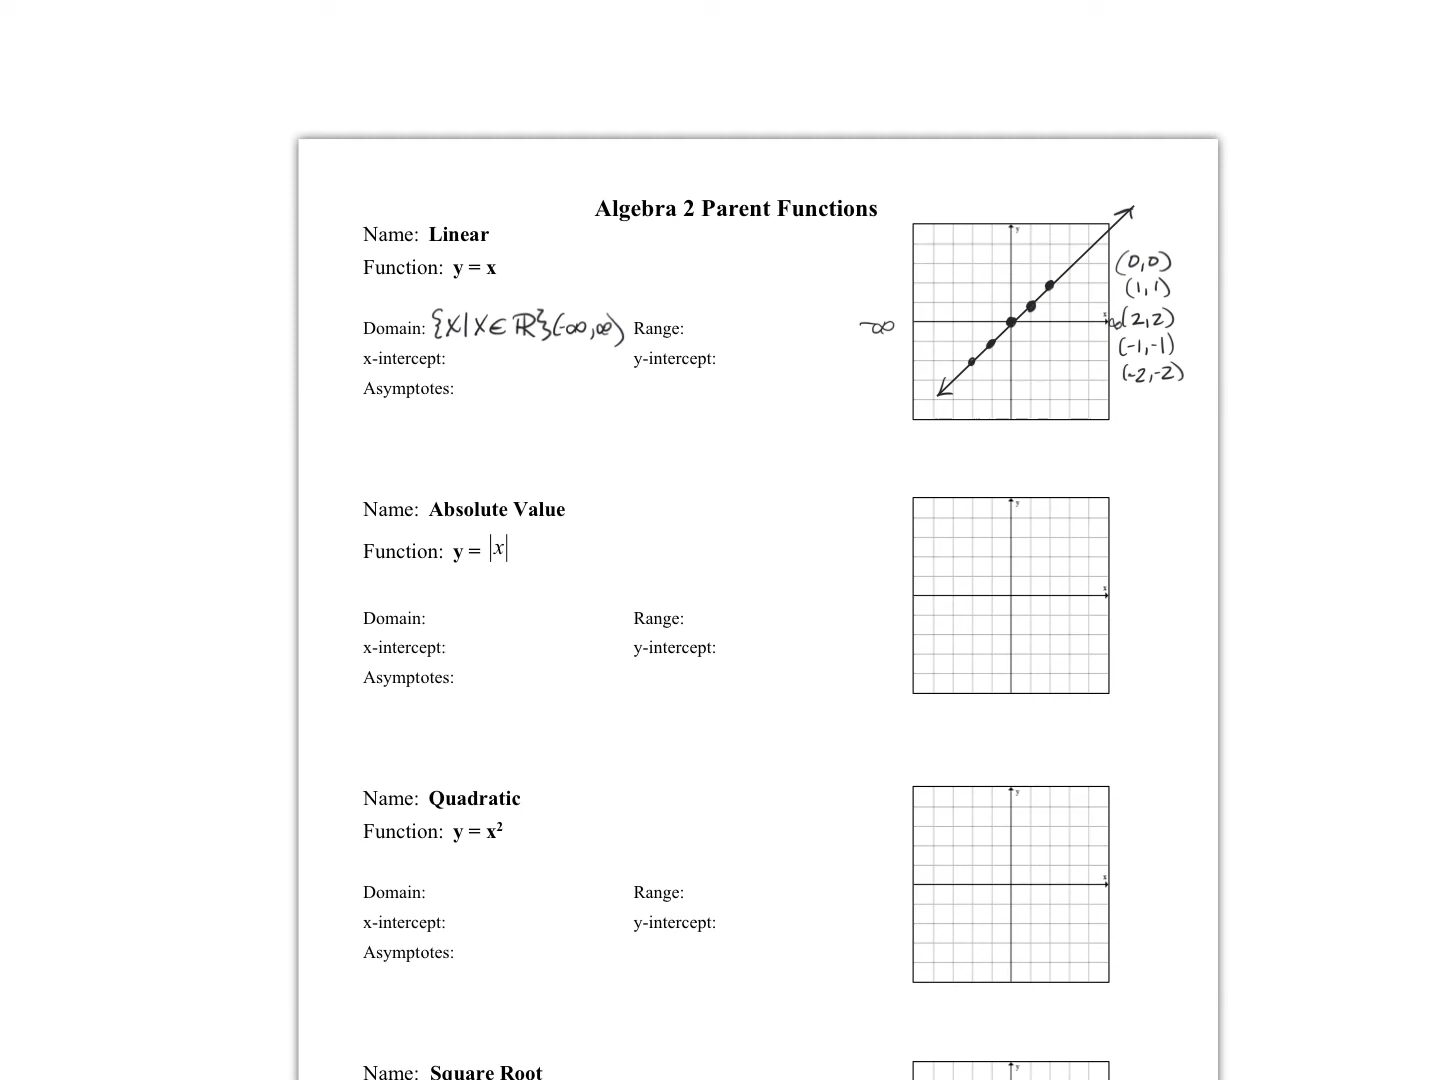 Algebra 2 Parent Functions
Name: Linear
Function: y = x
Domain: {x|x∈ℝ}(-∞,∞) Range:
x-intercept: y-intercept:
Asymptotes:
y
x
-∞
∞
(0,0)
(1,1)
(2,2)
(-1,-1)
(-2,-2)
Name: Absolute Value
Function: y = |x|
Domain: Range:
x-intercept: y-intercept:
Asymptotes:
y
x
Name: Quadratic
Function: y = x²
Domain: Range:
x-intercept: y-intercept:
Asymptotes:
y
x
Name: Square Root
y